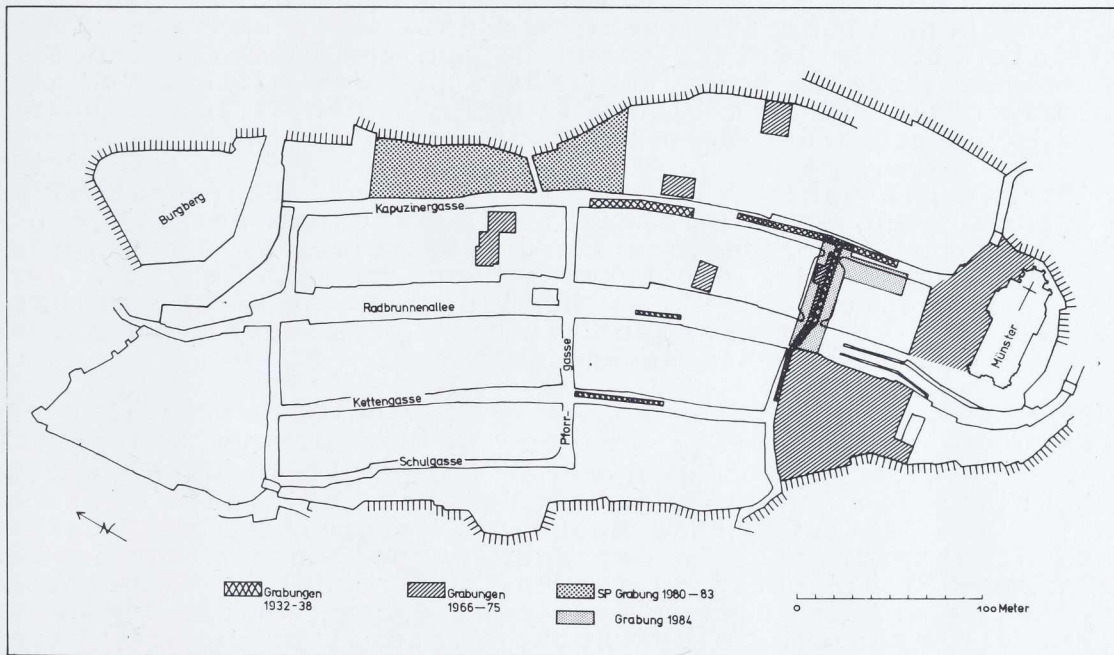 Burgberg
Kapuzinergasse
Radbrunnenallee
Kettengasse
Schulgasse
Pforr-
gasse
Münster
N
Grabungen
1932-38
Grabungen
1966-75
SP Grabung 1980-83
Grabung 1984
0 100 Meter